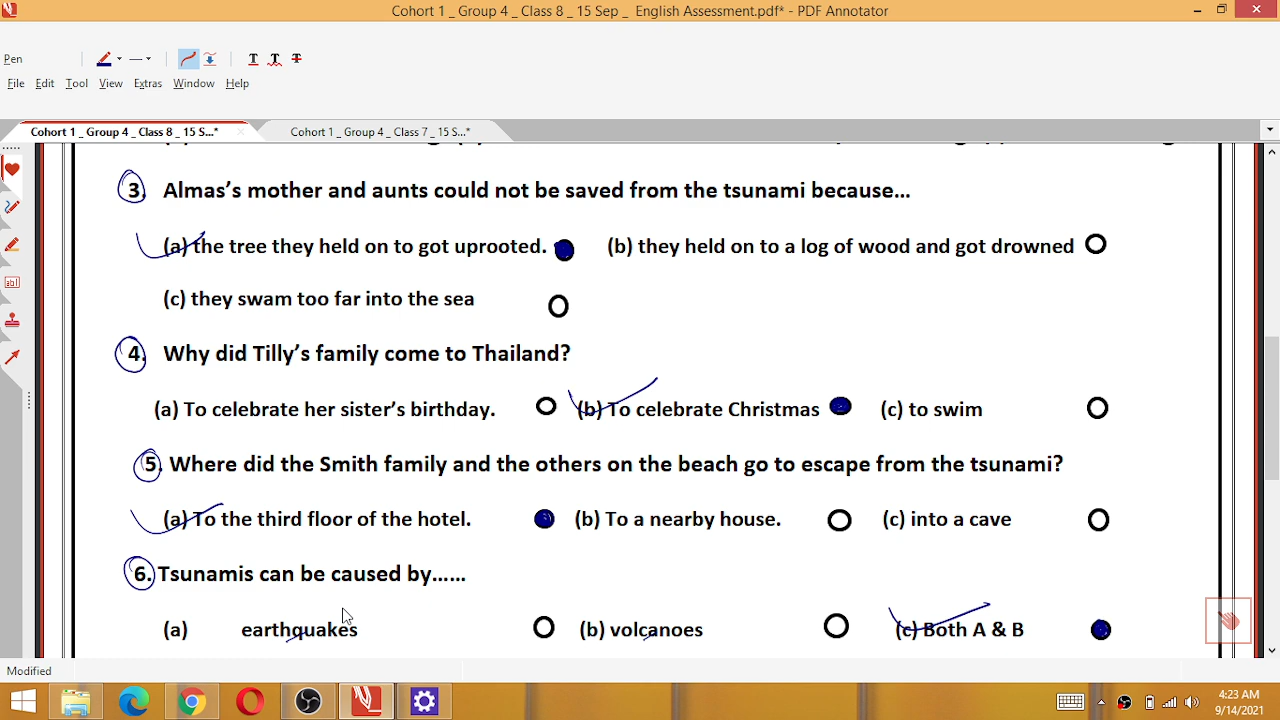 Cohort 1 _ Group 4 _ Class 8 _ 15 Sep _ English Assessment.pdf* - PDF Annotator
Pen
T T T
File Edit Tool View Extras Window Help
Cohort 1 _ Group 4 _ Class 8 _ 15 S...* Cohort 1 _ Group 4 _ Class 7 _ 15 S...*
3. Almas's mother and aunts could not be saved from the tsunami because...
(a) the tree they held on to got uprooted. (b) they held on to a log of wood and got drowned
(c) they swam too far into the sea
4. Why did Tilly's family come to Thailand?
(a) To celebrate her sister's birthday. (b) To celebrate Christmas (c) to swim
5. Where did the Smith family and the others on the beach go to escape from the tsunami?
(a) To the third floor of the hotel. (b) To a nearby house. (c) into a cave
6. Tsunamis can be caused by......
(a) earthquakes (b) volcanoes (c) Both A & B
Modified
4:23 AM
9/14/2021